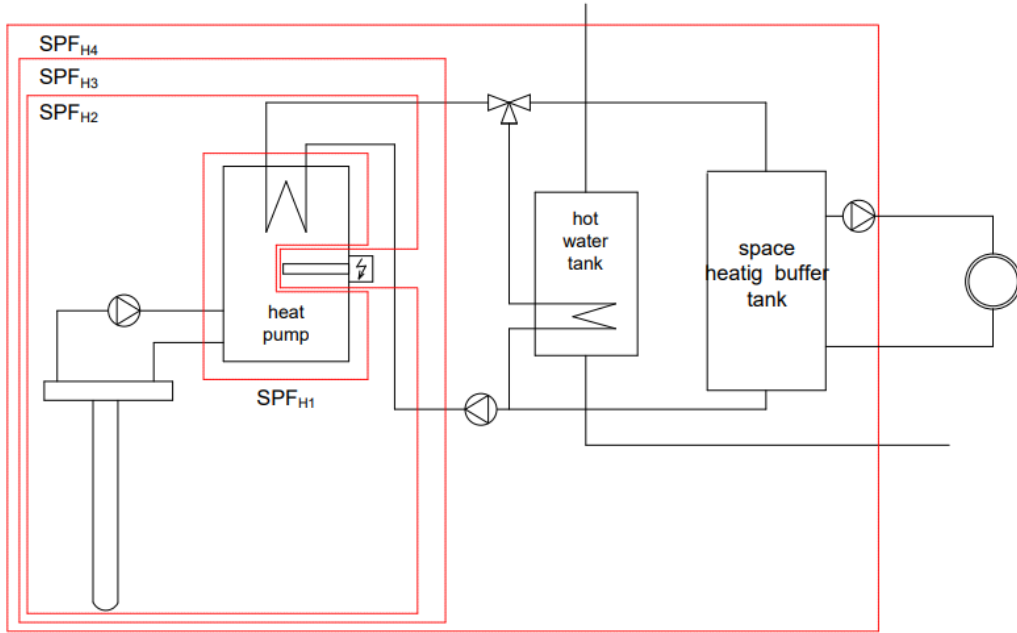 SPFH4
SPFH3
SPFH2
hot
water
tank
space
heatig buffer
tank
heat
pump
SPFH1